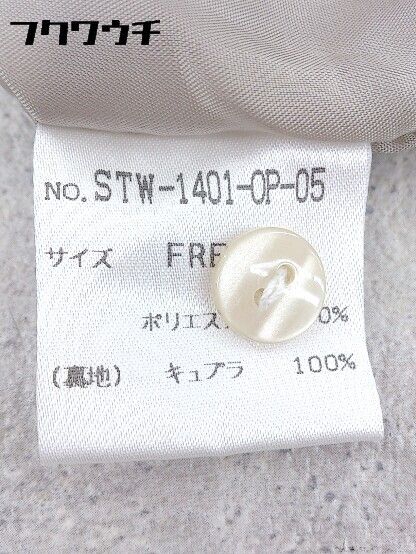 フクワウチ
NO. STW-1401-OP-05
サイズ FRE
ポリエス 0%
(裏地) キュプラ 100%